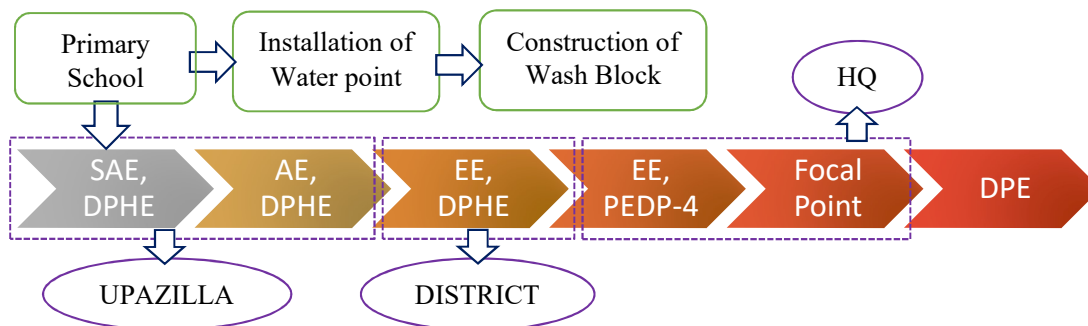 Primary
School
Installation of
Water point
Construction of
Wash Block
HQ
SAE,
DPHE
AE,
DPHE
EE,
DPHE
EE,
PEDP-4
Focal
Point
DPE
UPAZILLA
DISTRICT